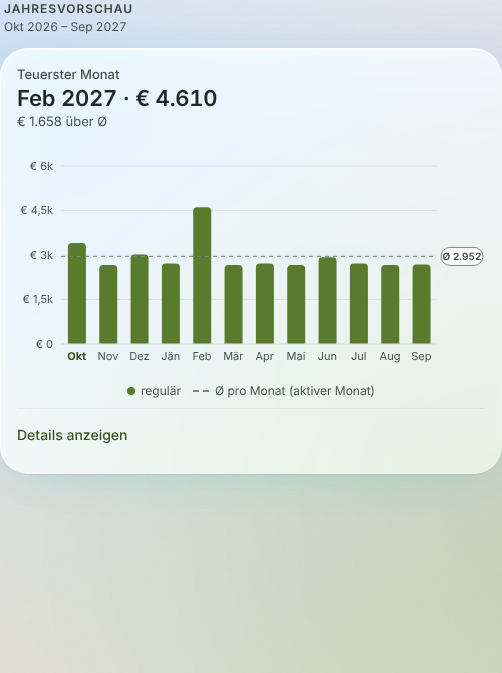 JAHRESVORSCHAU
Okt 2026 – Sep 2027
Teuerster Monat
Feb 2027 · € 4.610
€ 1.658 über Ø
€ 6k
€ 4,5k
€ 3k
Ø 2.952
€ 1,5k
€ 0
Okt Nov Dez Jän Feb Mär Apr Mai Jun Jul Aug Sep
regulär Ø pro Monat (aktiver Monat)
Details anzeigen